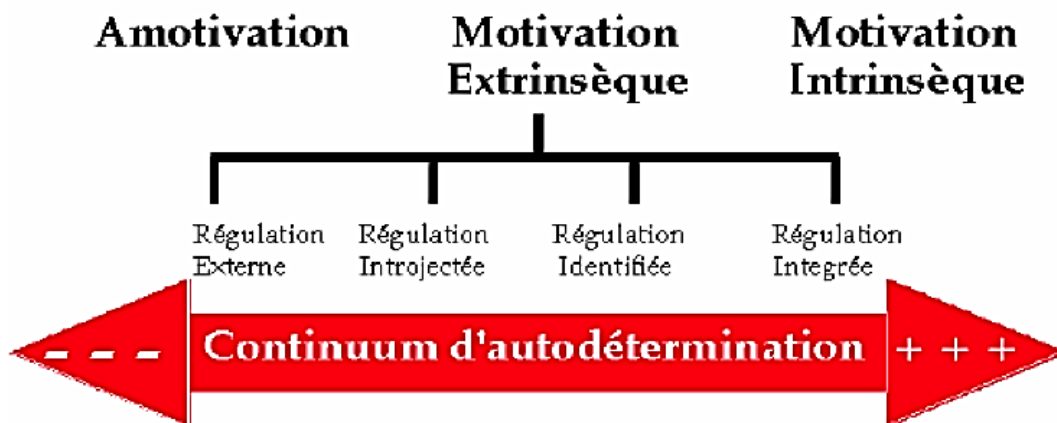 Amotivation
Motivation
Extrinsèque
Motivation
Intrinsèque
Régulation
Externe
Régulation
Introjectée
Régulation
Identifiée
Régulation
Integrée
- - - Continuum d'autodétermination + + +